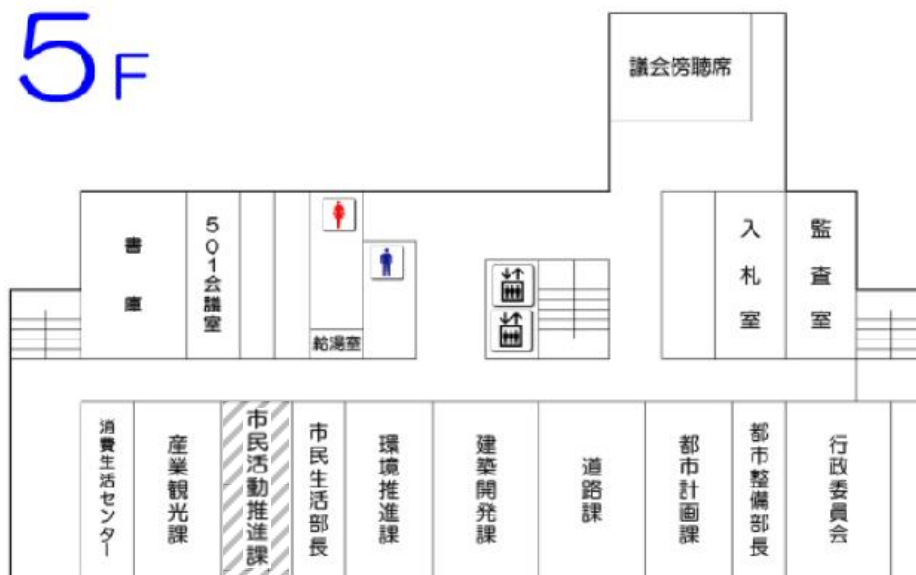 5F
議会傍聴席
書庫
501会議室
給湯室
入札室
監査室
消費生活センター
産業観光課
市民活動推進課
市民生活部長
環境推進課
建築開発課
道路課
都市計画課
都市整備部長
行政委員会